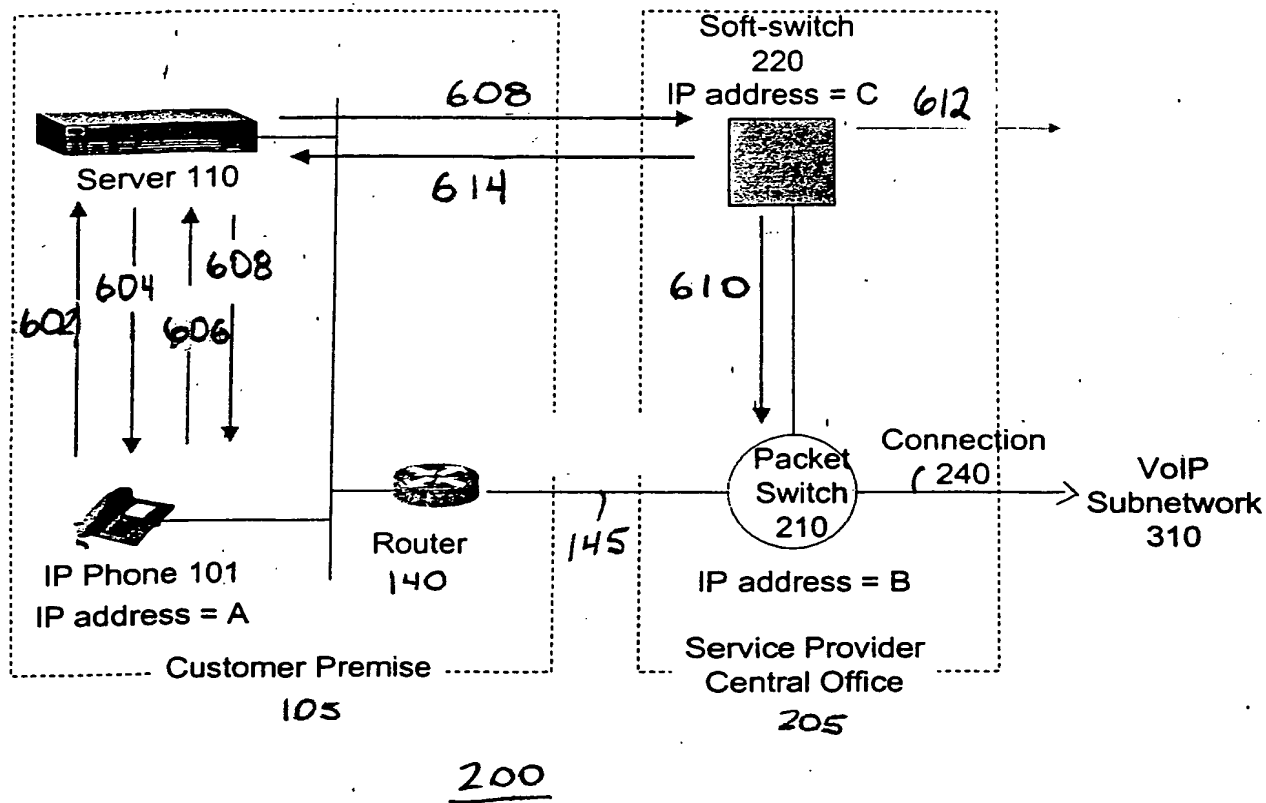 Soft-switch
220
IP address = C
608
612
Server 110
614
602
604
606
608
610
Connection
240
Packet
Switch
210
VoIP
Subnetwork
310
145
Router
140
IP Phone 101
IP address = A
IP address = B
Customer Premise
105
Service Provider
Central Office
205
200